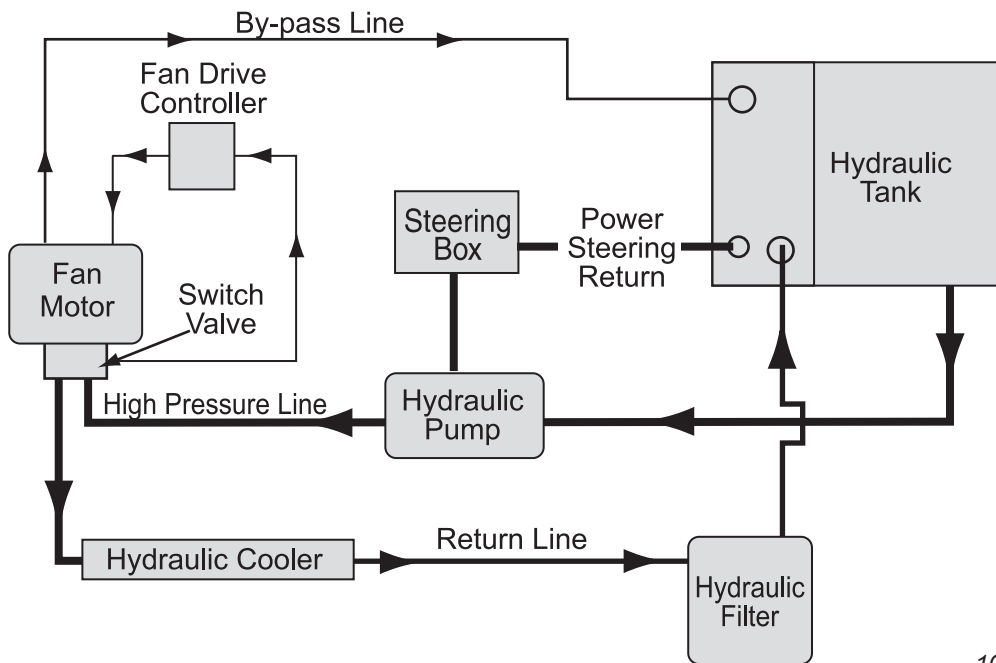 By-pass Line
Fan Drive
Controller
Hydraulic
Tank
Steering
Box
Power
Steering
Return
Fan
Motor
Switch
Valve
High Pressure Line
Hydraulic
Pump
Hydraulic Cooler
Return Line
Hydraulic
Filter